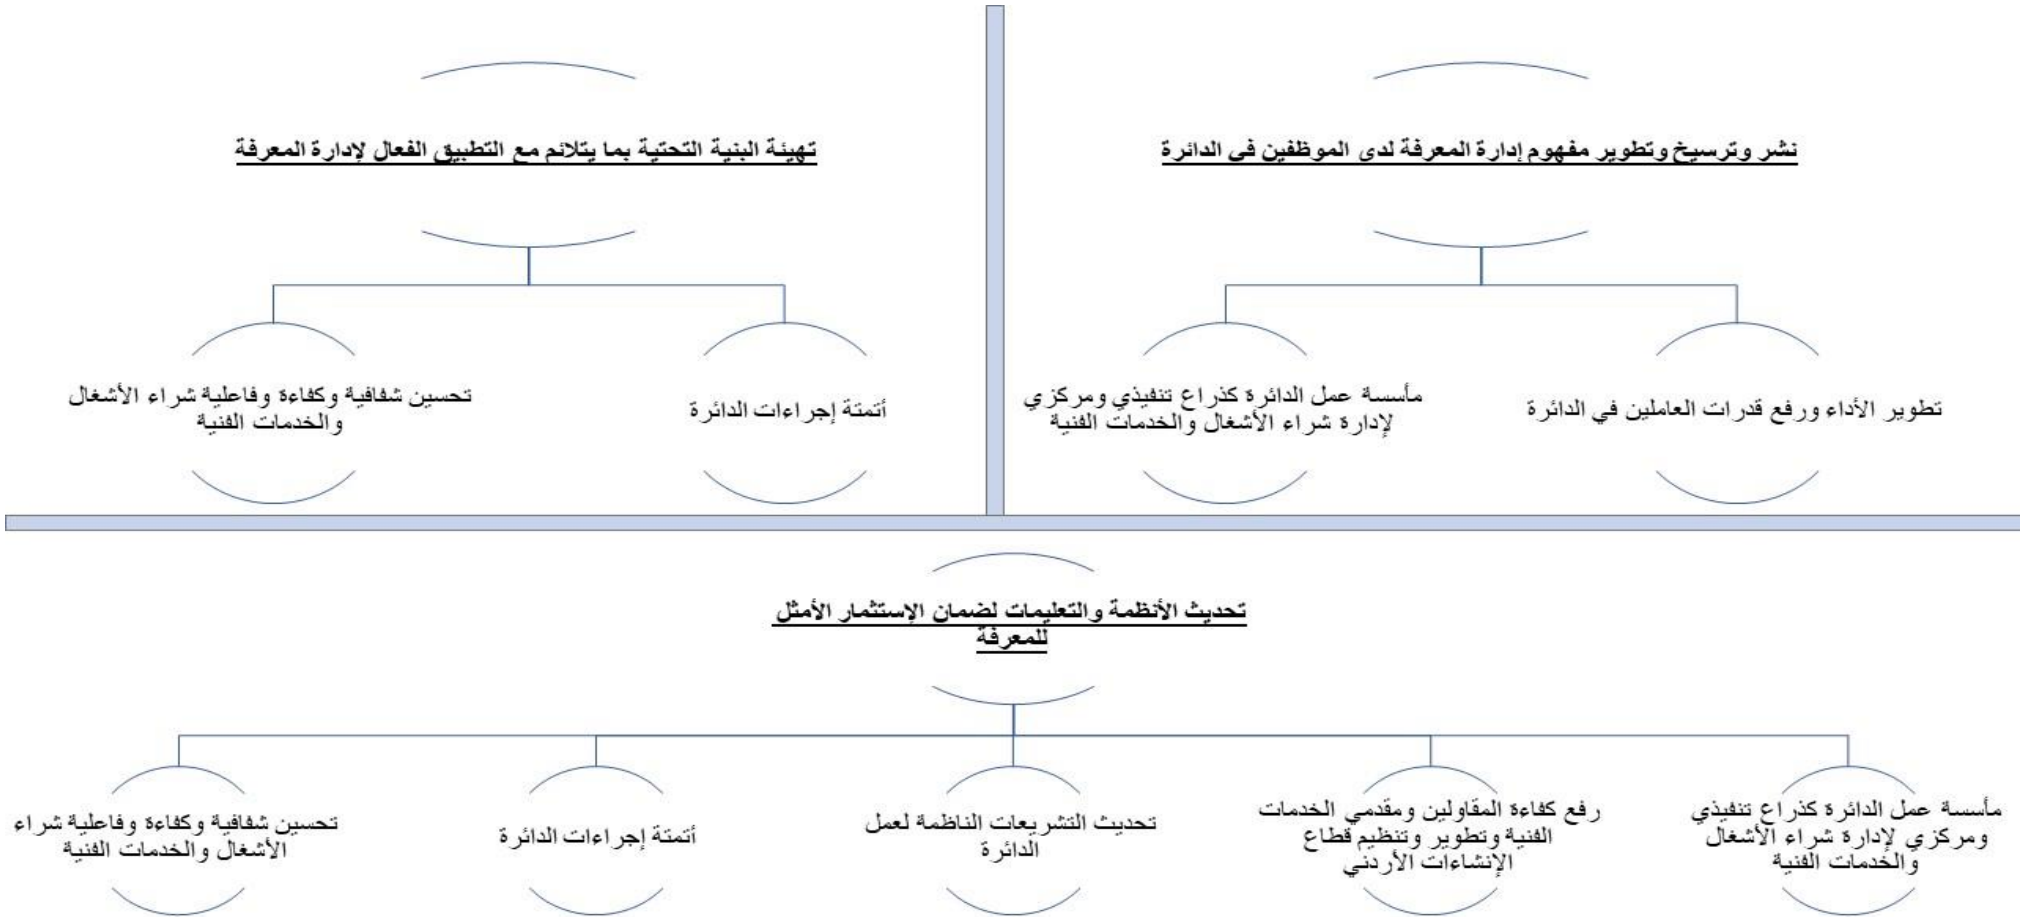 نشر وترسيخ وتطوير مفهوم إدارة المعرفة لدى الموظفين في الدائرة
تطوير الأداء ورفع قدرات العاملين في الدائرة
مأسسة عمل الدائرة كذراع تنفيذي ومركزي
لإدارة شراء الأشغال والخدمات الفنية
تهيئة البنية التحتية بما يتلائم مع التطبيق الفعال لإدارة المعرفة
أتمتة إجراءات الدائرة
تحسين شفافية وكفاءة وفاعلية شراء الأشغال
والخدمات الفنية
تحديث الأنظمة والتعليمات لضمان الإستثمار الأمثل
للمعرفة
مأسسة عمل الدائرة كذراع تنفيذي
ومركزي لإدارة شراء الأشغال
والخدمات الفنية
رفع كفاءة المقاولين ومقدمي الخدمات
الفنية وتطوير وتنظيم قطاع
الإنشاءات الأردني
تحديث التشريعات الناظمة لعمل
الدائرة
أتمتة إجراءات الدائرة
تحسين شفافية وكفاءة وفاعلية شراء
الأشغال والخدمات الفنية